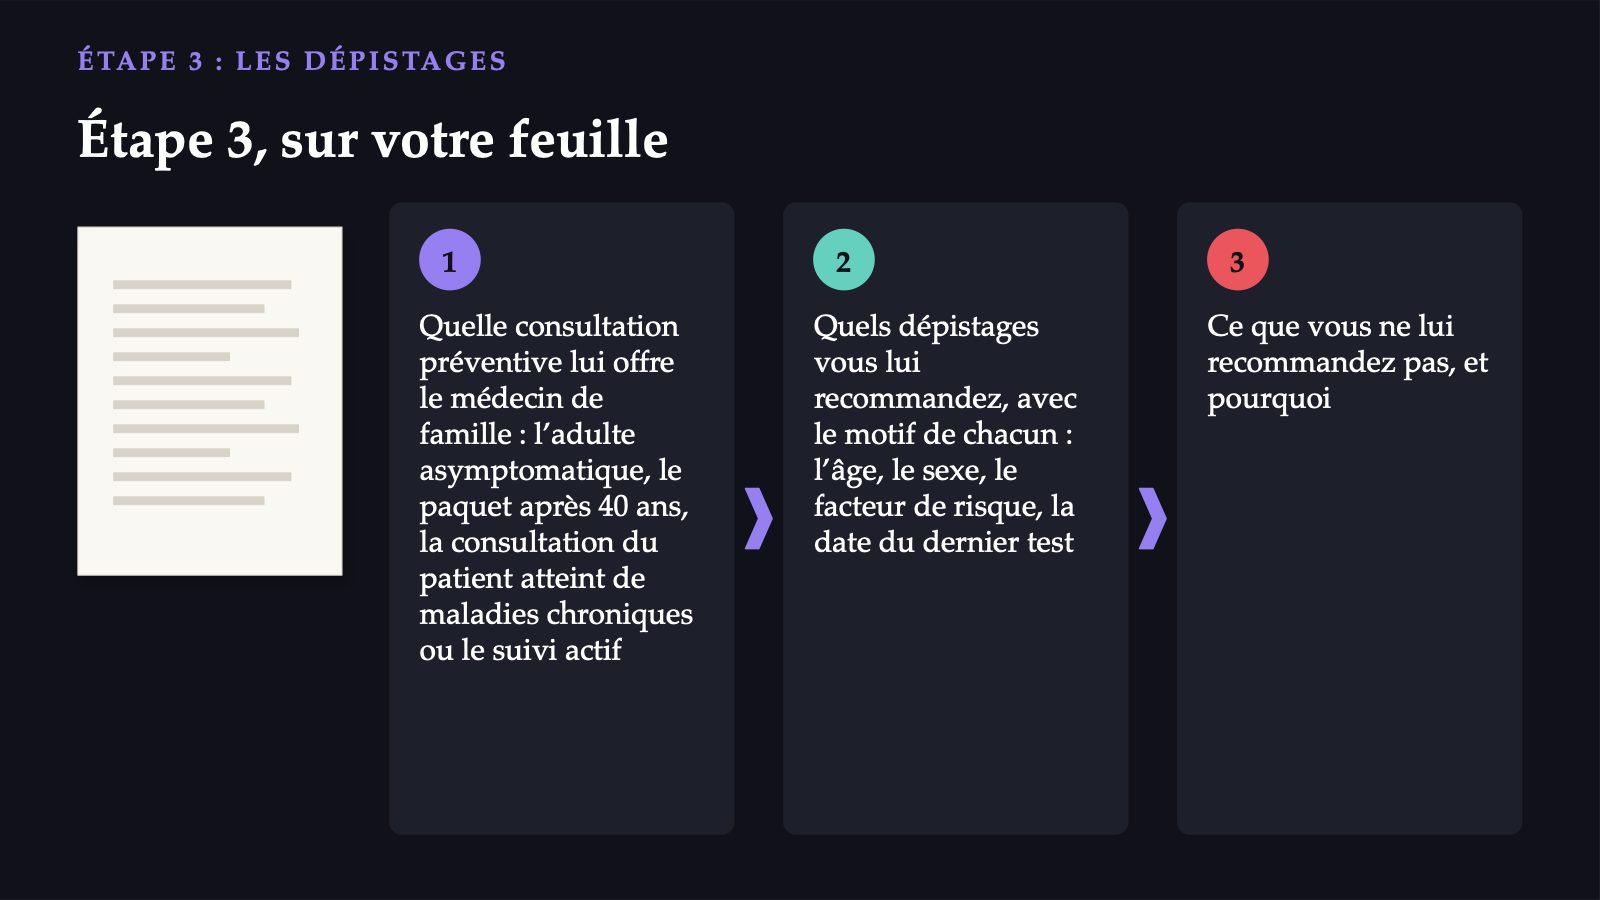 ÉTAPE 3 : LES DÉPISTAGES
Étape 3, sur votre feuille
1
Quelle consultation
préventive lui offre
le médecin de
famille : l’adulte
asymptomatique, le
paquet après 40 ans,
la consultation du
patient atteint de
maladies chroniques
ou le suivi actif
2
Quels dépistages
vous lui
recommandez, avec
le motif de chacun :
l’âge, le sexe, le
facteur de risque, la
date du dernier test
3
Ce que vous ne lui
recommandez pas, et
pourquoi